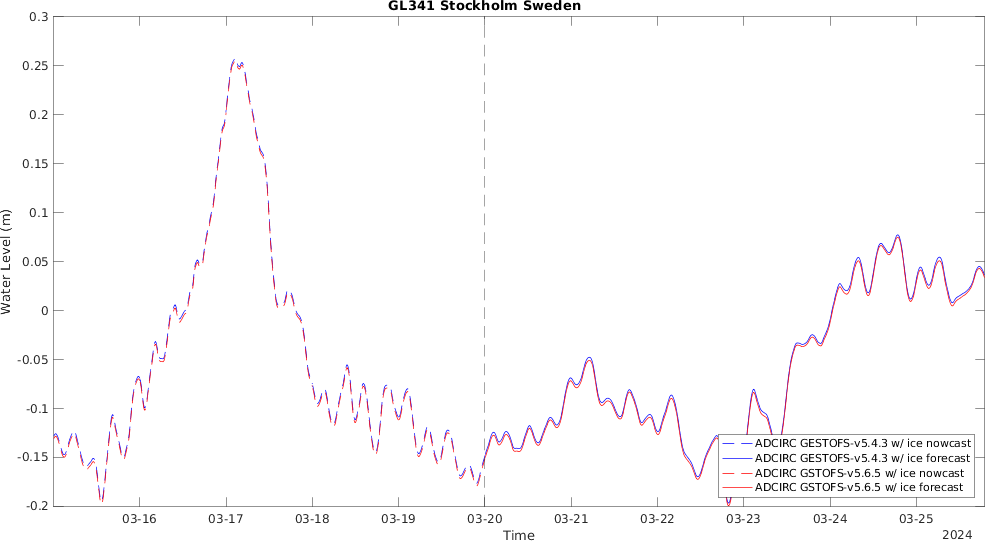 GL341 Stockholm Sweden
0.3
0.25
0.2
0.15
0.1
0.05
0
-0.05
-0.1
-0.15
-0.2
Water Level (m)
ADCIRC GESTOFS-v5.4.3 w/ ice nowcast
ADCIRC GESTOFS-v5.4.3 w/ ice forecast
ADCIRC GSTOFS-v5.6.5 w/ ice nowcast
ADCIRC GSTOFS-v5.6.5 w/ ice forecast
03-16 03-17 03-18 03-19 03-20 03-21 03-22 03-23 03-24 03-25
Time
2024